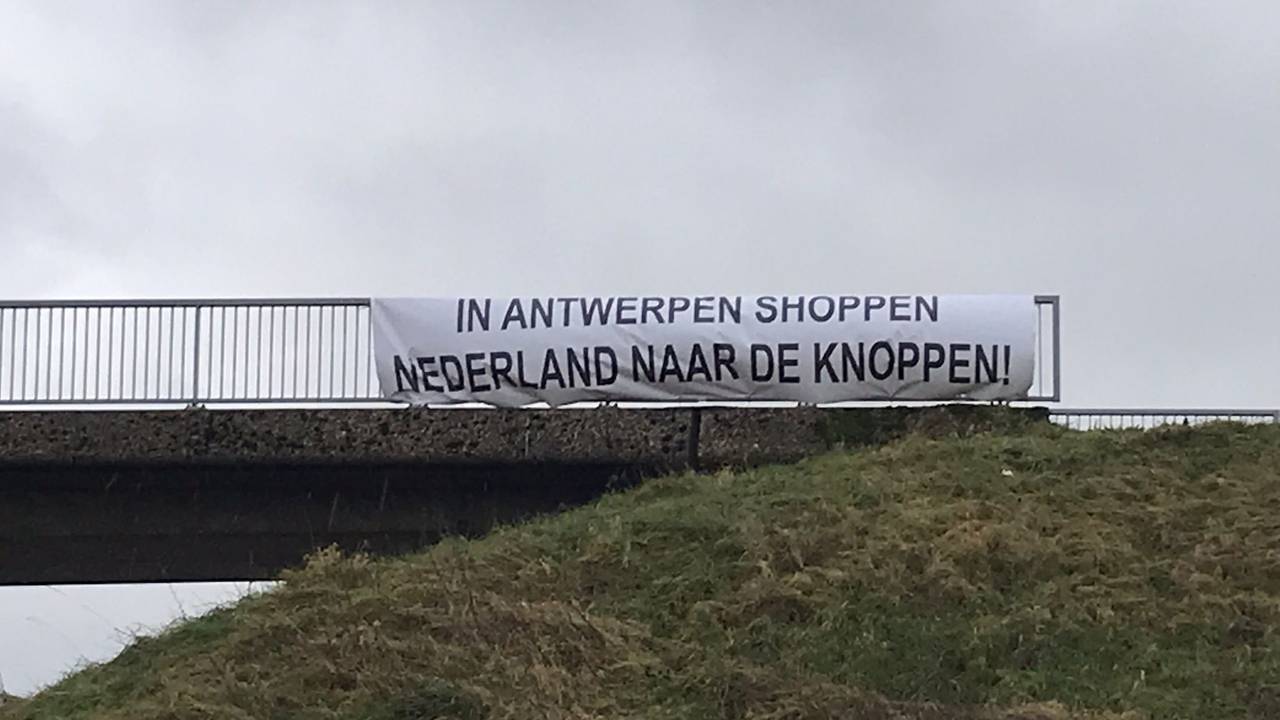 IN ANTWERPEN SHOPPEN
NEDERLAND NAAR DE KNOPPEN!